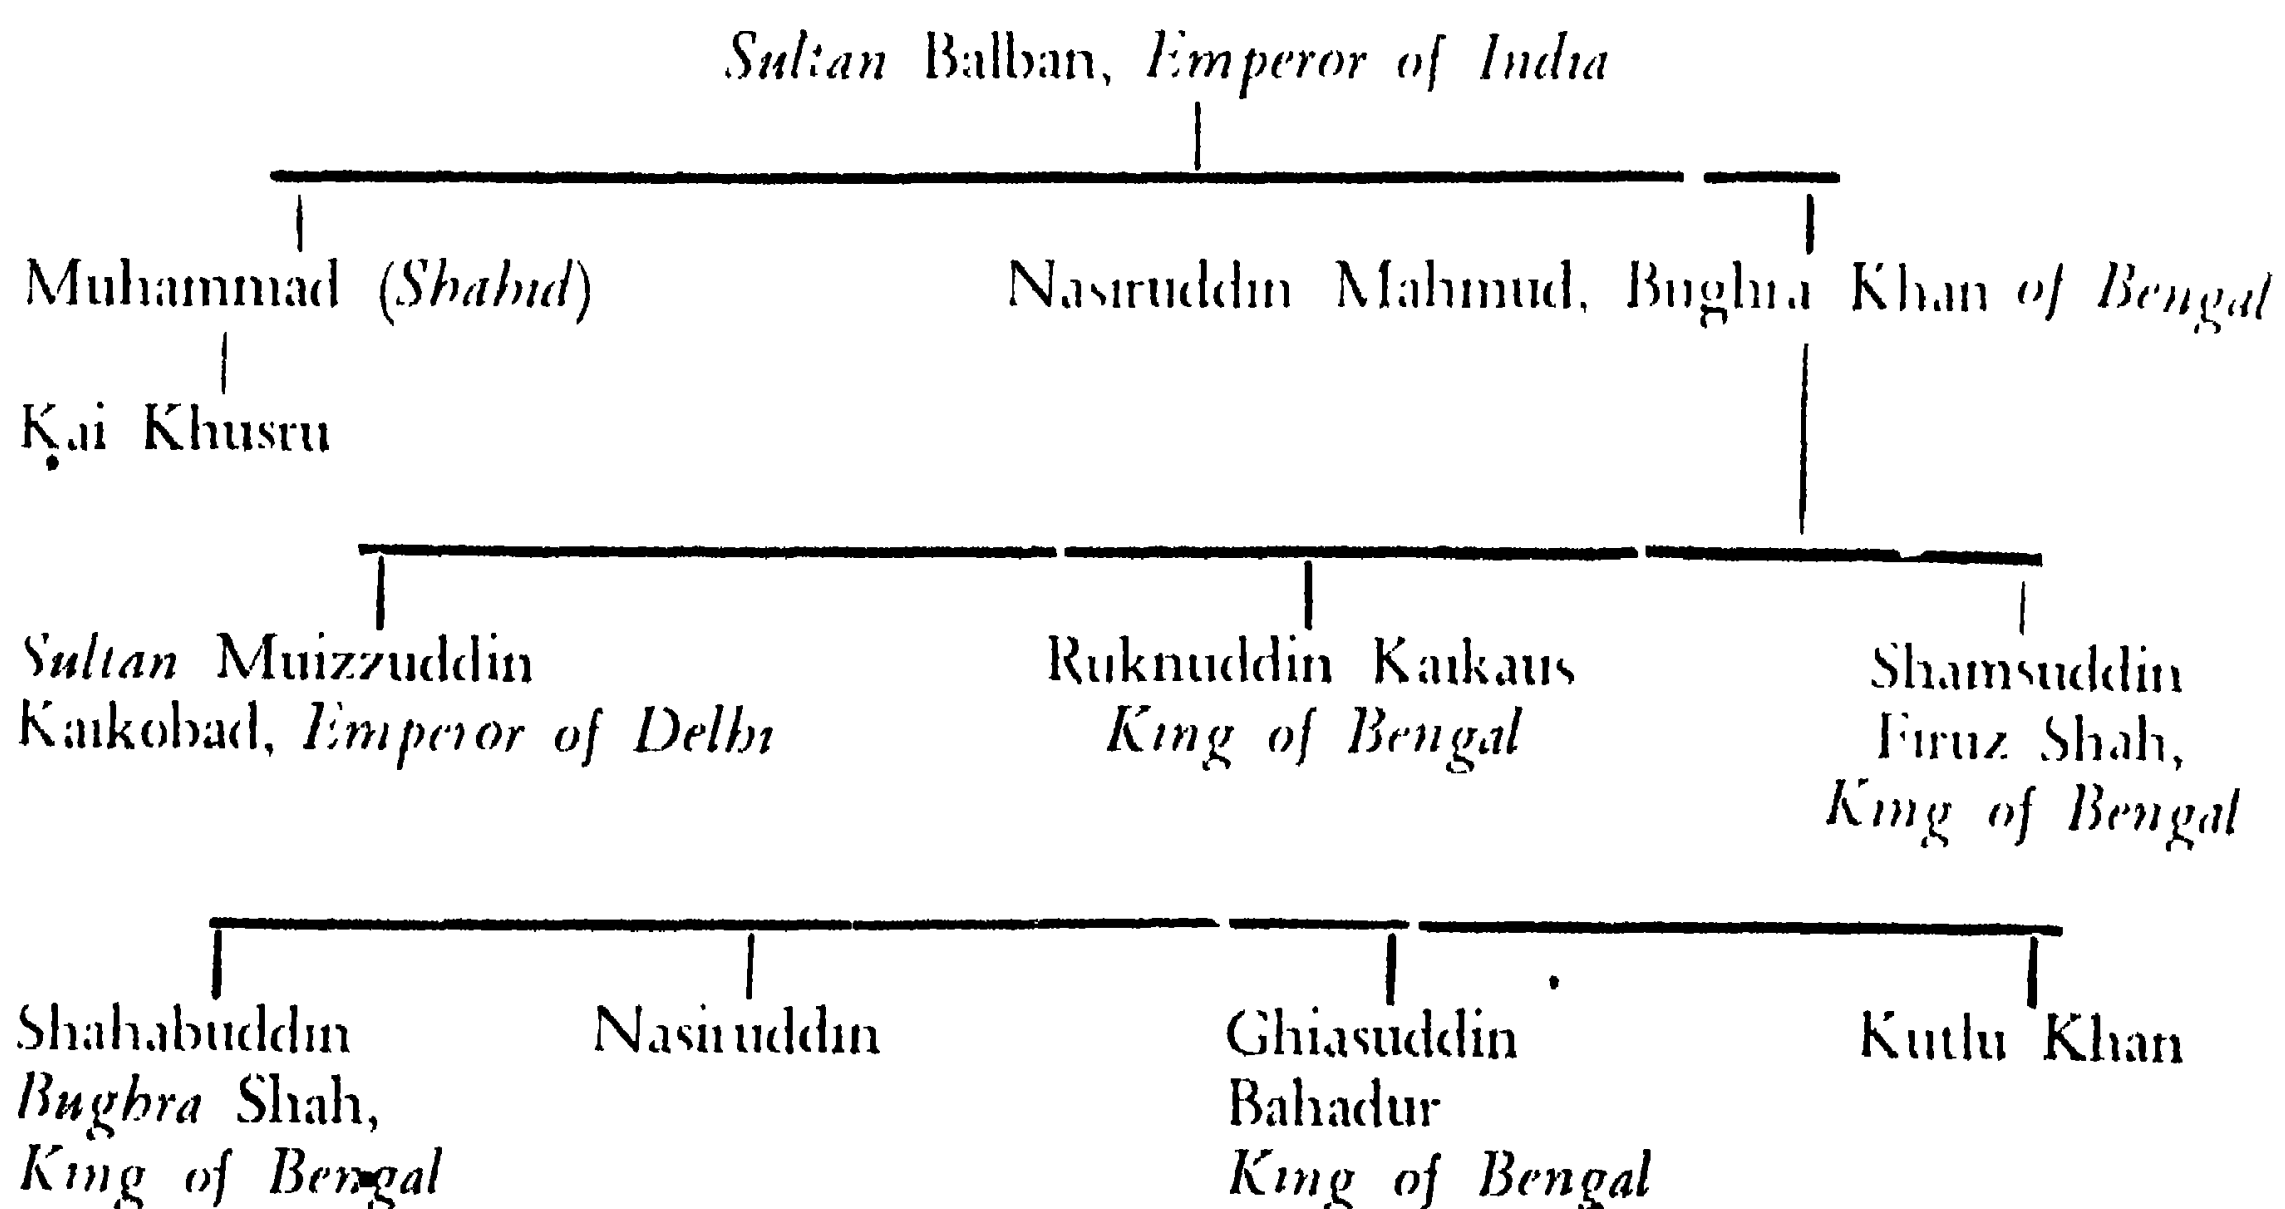 Sultan Balban, Emperor of India
Muhammad (Shahid)
Nasiruddin Mahmud, Bughra Khan of Bengal
Kai Khusru
Sultan Muizzuddin
Kaikobad, Emperor of Delhi
Ruknuddin Kaikaus
King of Bengal
Shamsuddin
Firuz Shah,
King of Bengal
Shahabuddin
Bughra Shah,
King of Bengal
Nasiruddin
Ghiasuddin
Bahadur
King of Bengal
Kutlu Khan